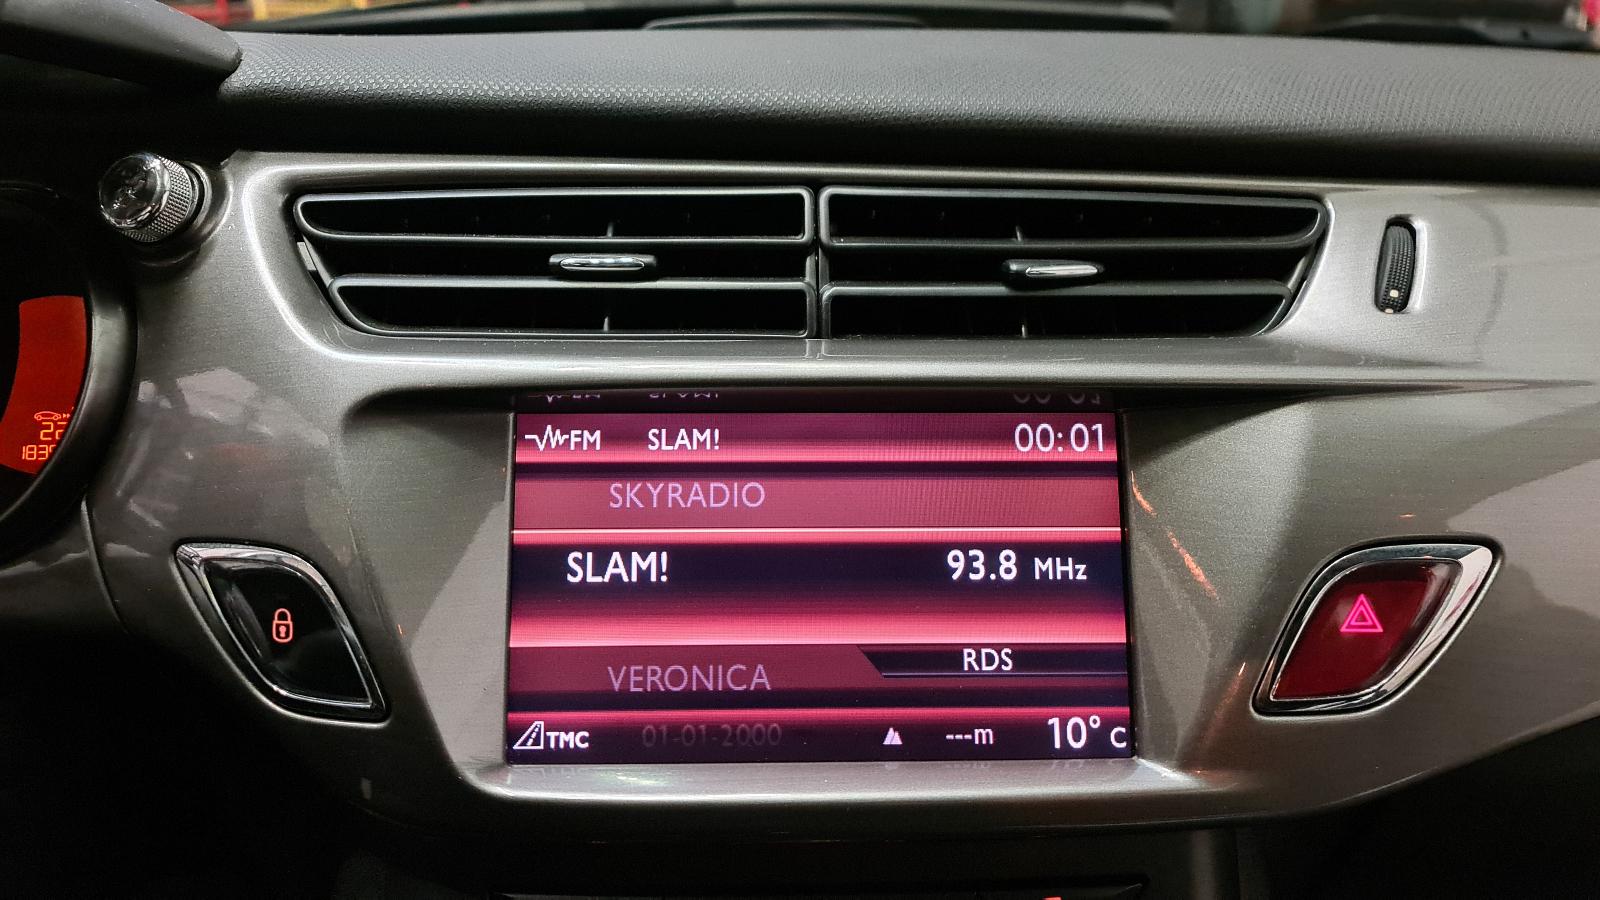 FM SLAM! 00:01
SKYRADIO
SLAM! 93.8 MHz
VERONICA RDS
TMC 01-01-2000 ---m 10° C